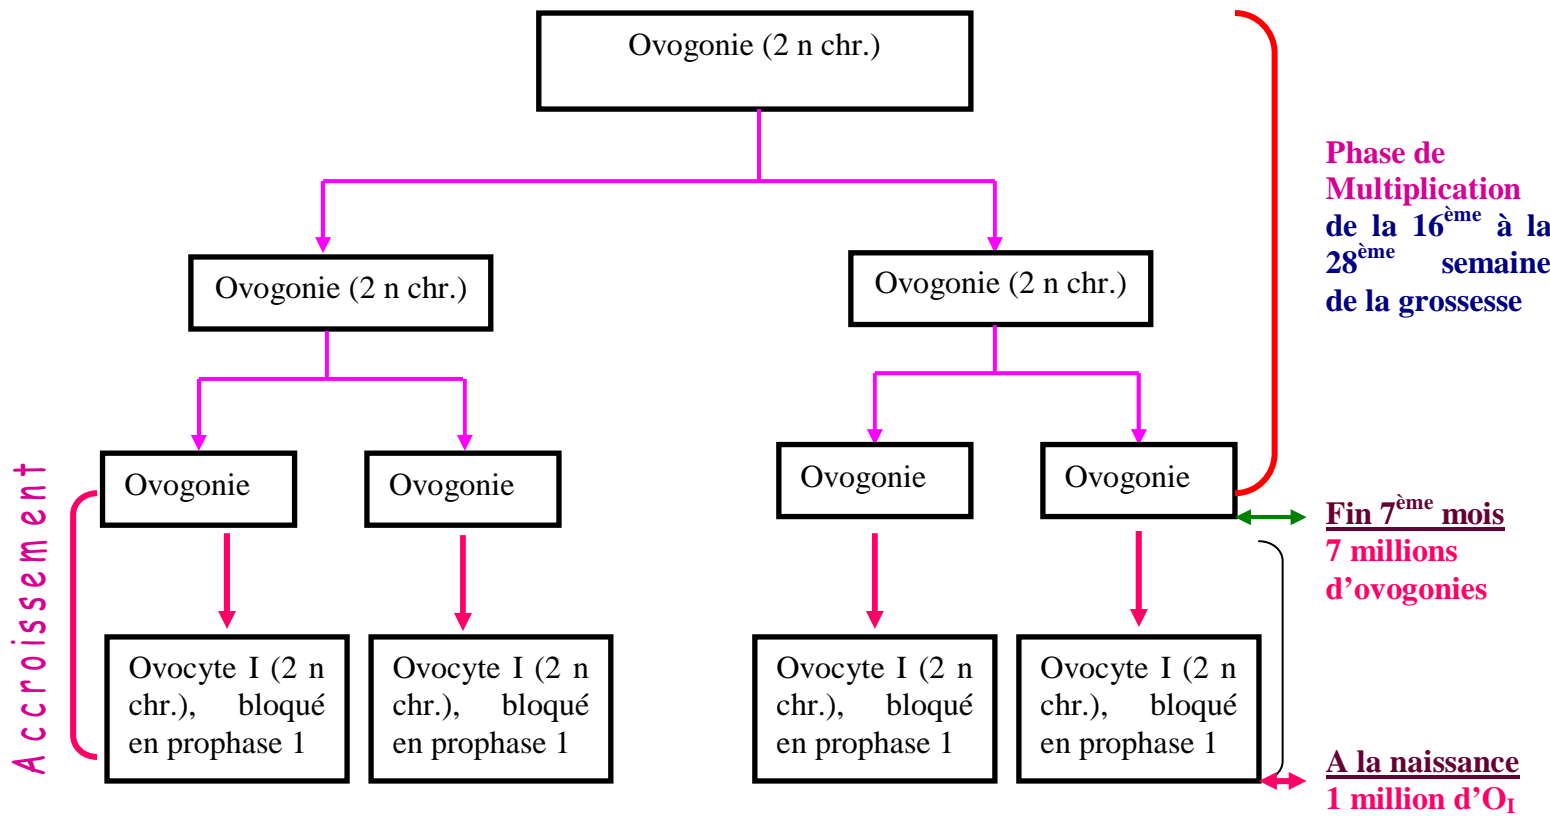 Ovogonie (2 n chr.)
Phase de
Multiplication
de la 16ème à la
28ème semaine
de la grossesse
Ovogonie (2 n chr.)
Ovogonie (2 n chr.)
Ovogonie
Ovogonie
Ovogonie
Ovogonie
Accroissement
Fin 7ème mois
7 millions
d’ovogonies
Ovocyte I (2 n
chr.), bloqué
en prophase 1
Ovocyte I (2 n
chr.), bloqué
en prophase 1
Ovocyte I (2 n
chr.), bloqué
en prophase 1
Ovocyte I (2 n
chr.), bloqué
en prophase 1
A la naissance
1 million d’OI